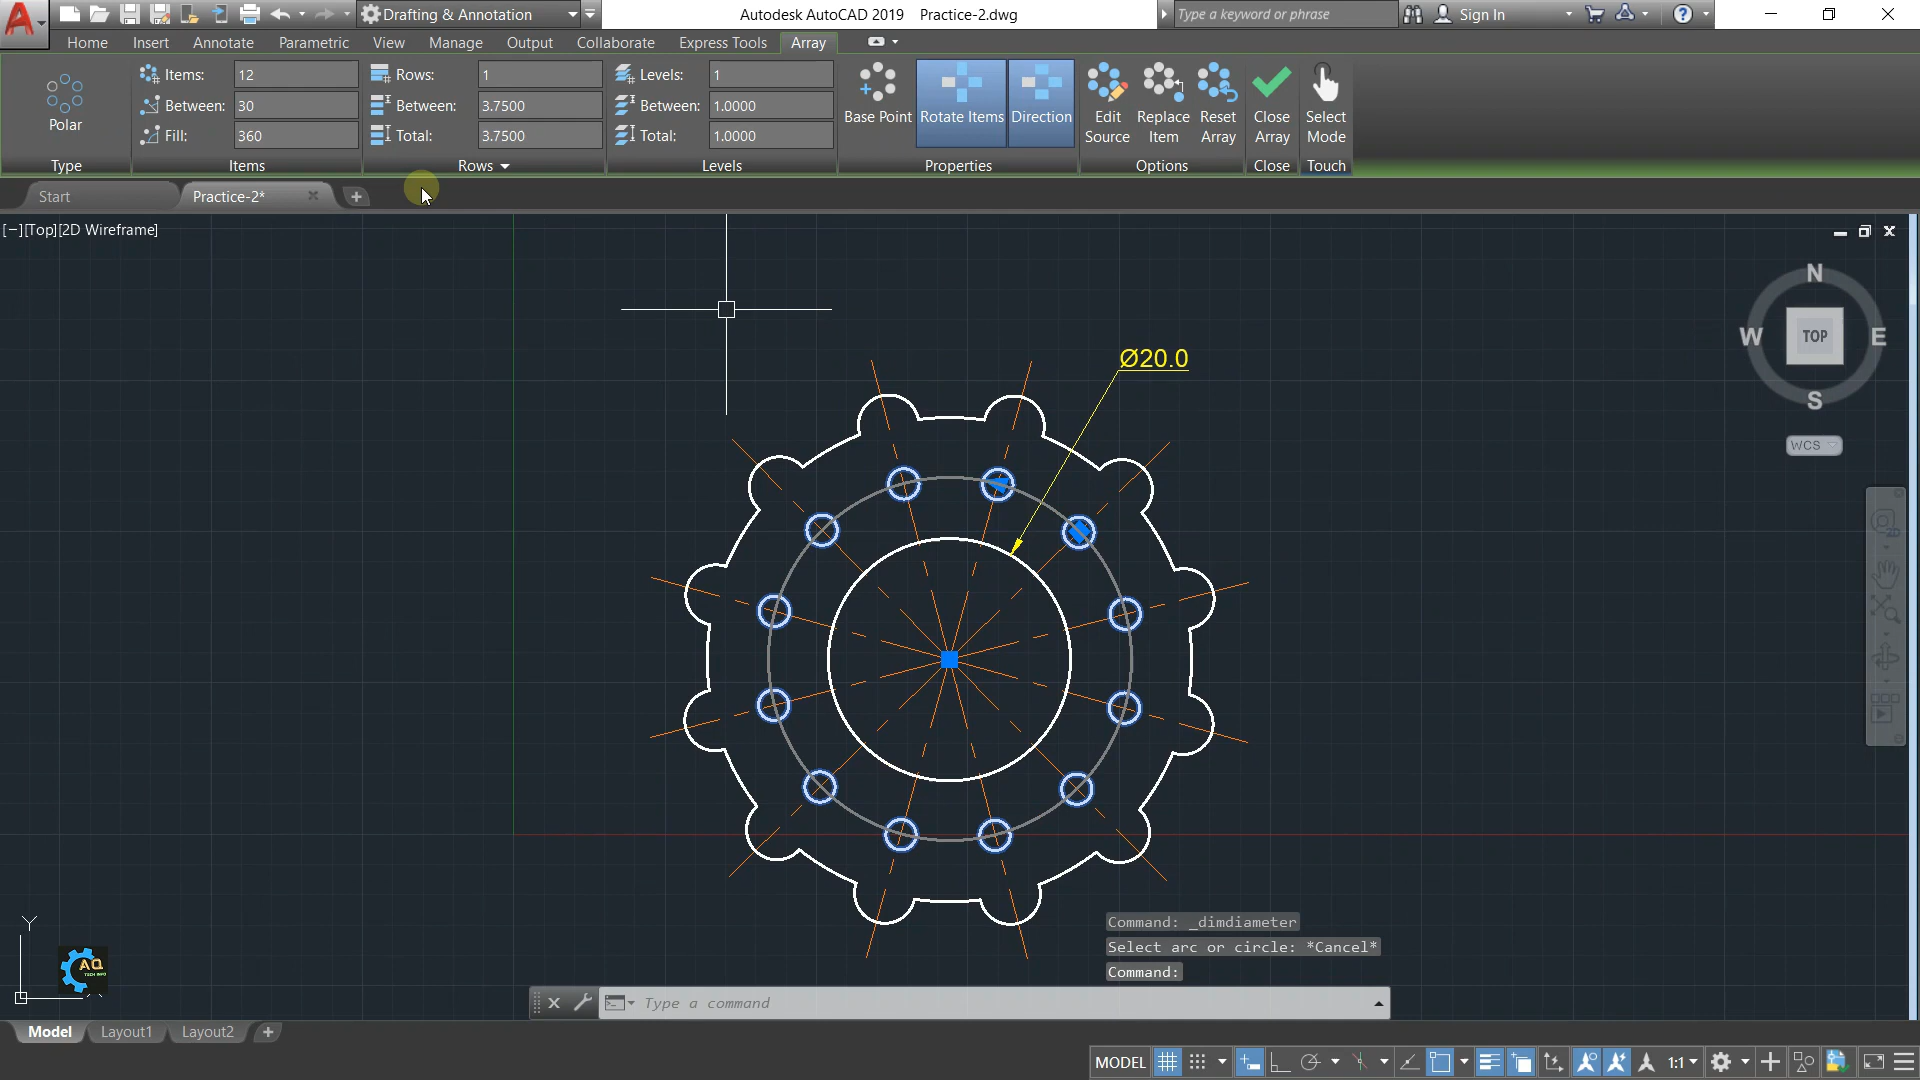 Drafting & Annotation
Autodesk AutoCAD 2019 Practice-2.dwg
Type a keyword or phrase
Sign In
Home Insert Annotate Parametric View Manage Output Collaborate Express Tools Array
Polar
Type
Items: 12
Between: 30
Fill: 360
Items
Rows: 1
Between: 3.7500
Total: 3.7500
Rows
Levels: 1
Between: 1.0000
Total: 1.0000
Levels
Base Point
Rotate Items
Direction
Properties
Edit Source
Replace Item
Reset Array
Options
Close Array
Close
Select Mode
Touch
Start
Practice-2*
[−][Top][2D Wireframe]
N
W
TOP
E
S
WCS
Ø20.0
Command: _dimdiameter
Select arc or circle: *Cancel*
Command:
Type a command
Y
AQ
TECH INFO
Model Layout1 Layout2
MODEL
1:1